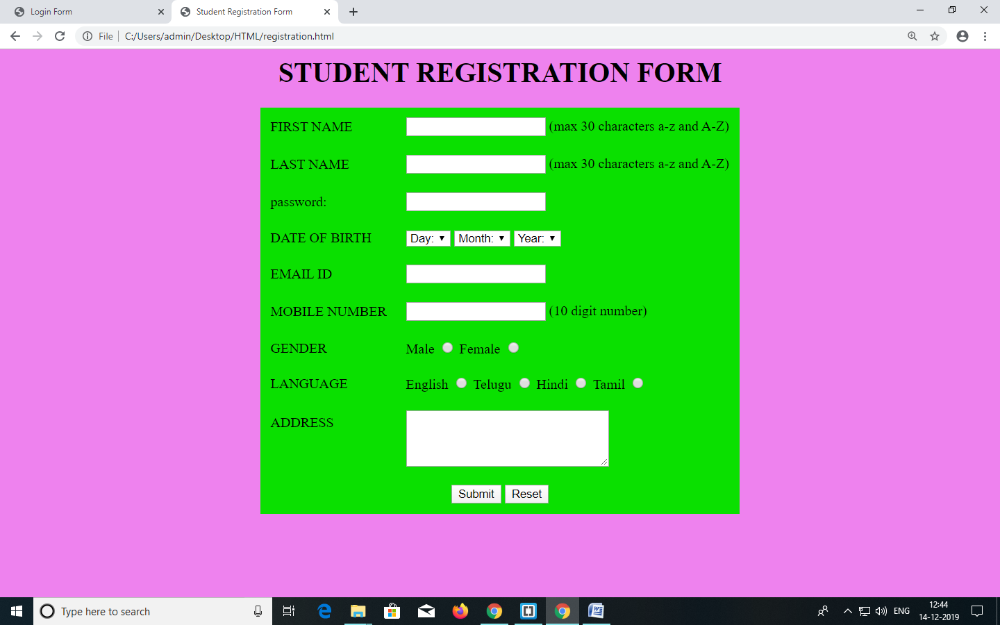 Login Form
Student Registration Form
File C:/Users/admin/Desktop/HTML/registration.html
STUDENT REGISTRATION FORM
FIRST NAME (max 30 characters a-z and A-Z)
LAST NAME (max 30 characters a-z and A-Z)
password:
DATE OF BIRTH Day: Month: Year:
EMAIL ID
MOBILE NUMBER (10 digit number)
GENDER Male Female
LANGUAGE English Telugu Hindi Tamil
ADDRESS
Submit Reset
Type here to search
ENG
12:44
14-12-2019